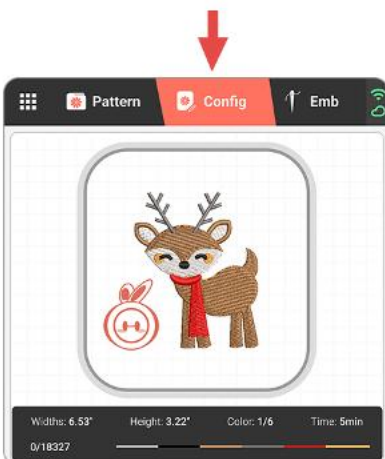 Pattern Config Emb
Widths: 6.53" Height: 3.22" Color: 1/6 Time: 5min
0/18327